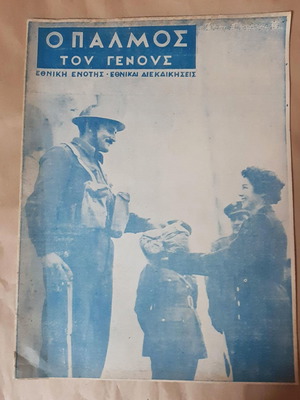 Ο ΠΑΛΜΟΣ
ΤΟΥ ΓΕΝΟΥΣ
ΕΘΝΙΚΗ ΕΝΟΤΗΣ · ΕΘΝΙΚΑΙ ΔΙΕΚΔΙΚΗΣΕΙΣ